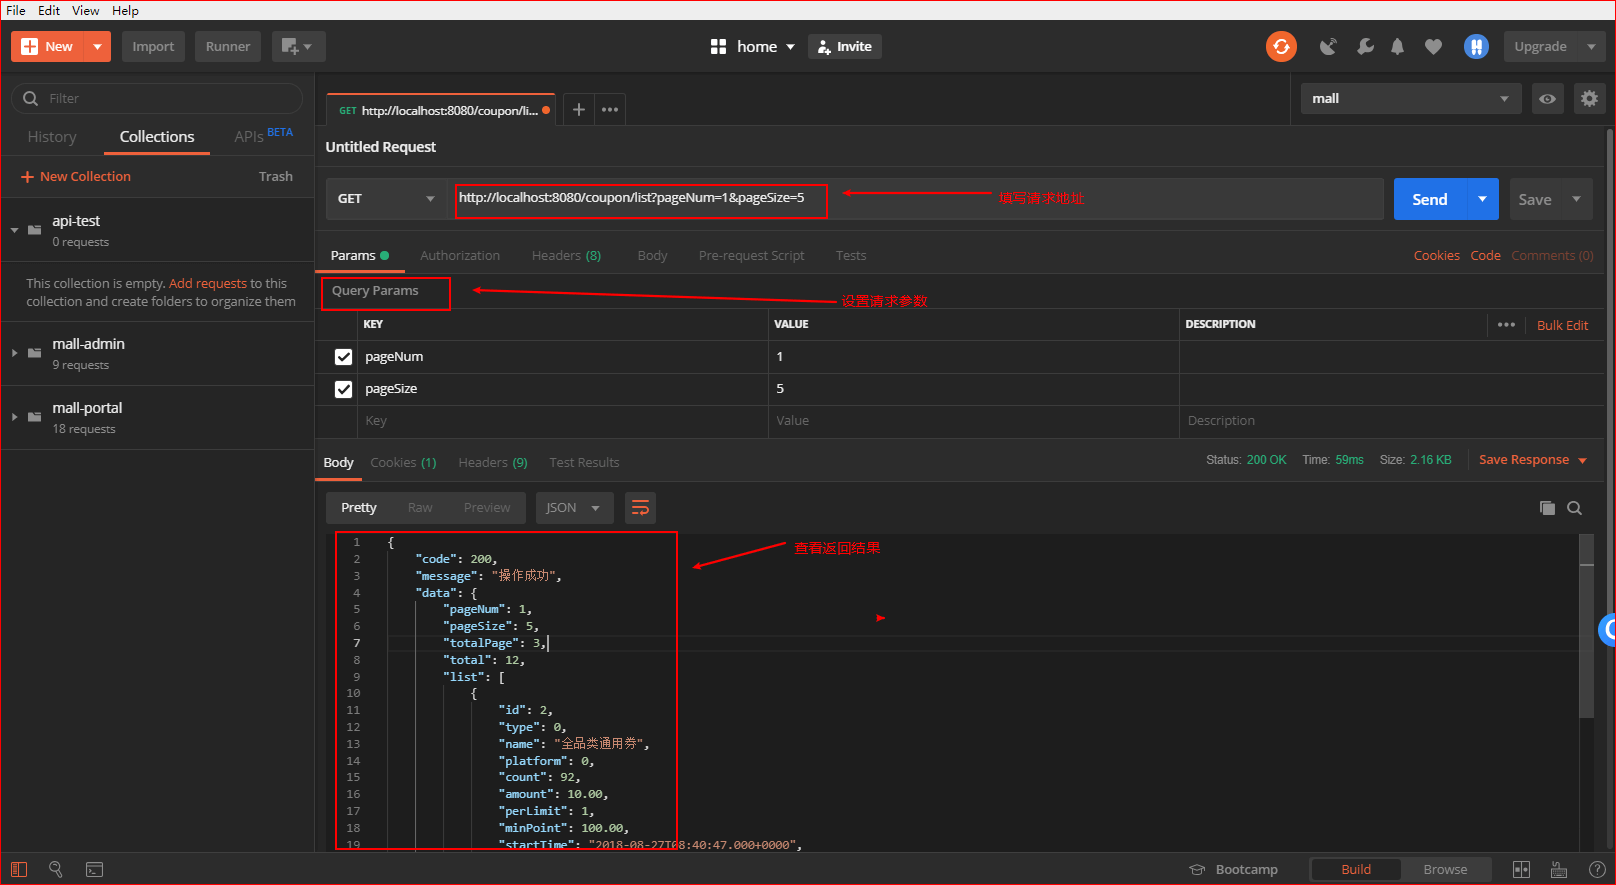 File Edit View Help
New Import Runner home Invite Upgrade
Filter
History Collections APIs BETA
New Collection Trash
api-test
0 requests
This collection is empty. Add requests to this
collection and create folders to organize them
mall-admin
9 requests
mall-portal
18 requests
GET http://localhost:8080/coupon/li... + ••• mall
Untitled Request
GET http://localhost:8080/coupon/list?pageNum=1&pageSize=5 填写请求地址 Send Save
Params Authorization Headers (8) Body Pre-request Script Tests Cookies Code Comments (0)
Query Params 设置请求参数
KEY VALUE DESCRIPTION ••• Bulk Edit
pageNum 1
pageSize 5
Key Value Description
Body Cookies (1) Headers (9) Test Results Status: 200 OK Time: 59ms Size: 2.16 KB Save Response
Pretty Raw Preview JSON
查看返回结果
1 {
2 "code": 200,
3 "message": "操作成功",
4 "data": {
5 "pageNum": 1,
6 "pageSize": 5,
7 "totalPage": 3,
8 "total": 12,
9 "list": [
10 {
11 "id": 2,
12 "type": 0,
13 "name": "全品类通用券",
14 "platform": 0,
15 "count": 92,
16 "amount": 10.00,
17 "perLimit": 1,
18 "minPoint": 100.00,
19 "startTime": "2018-08-27T08:40:47.000+0000",
Bootcamp Build Browse